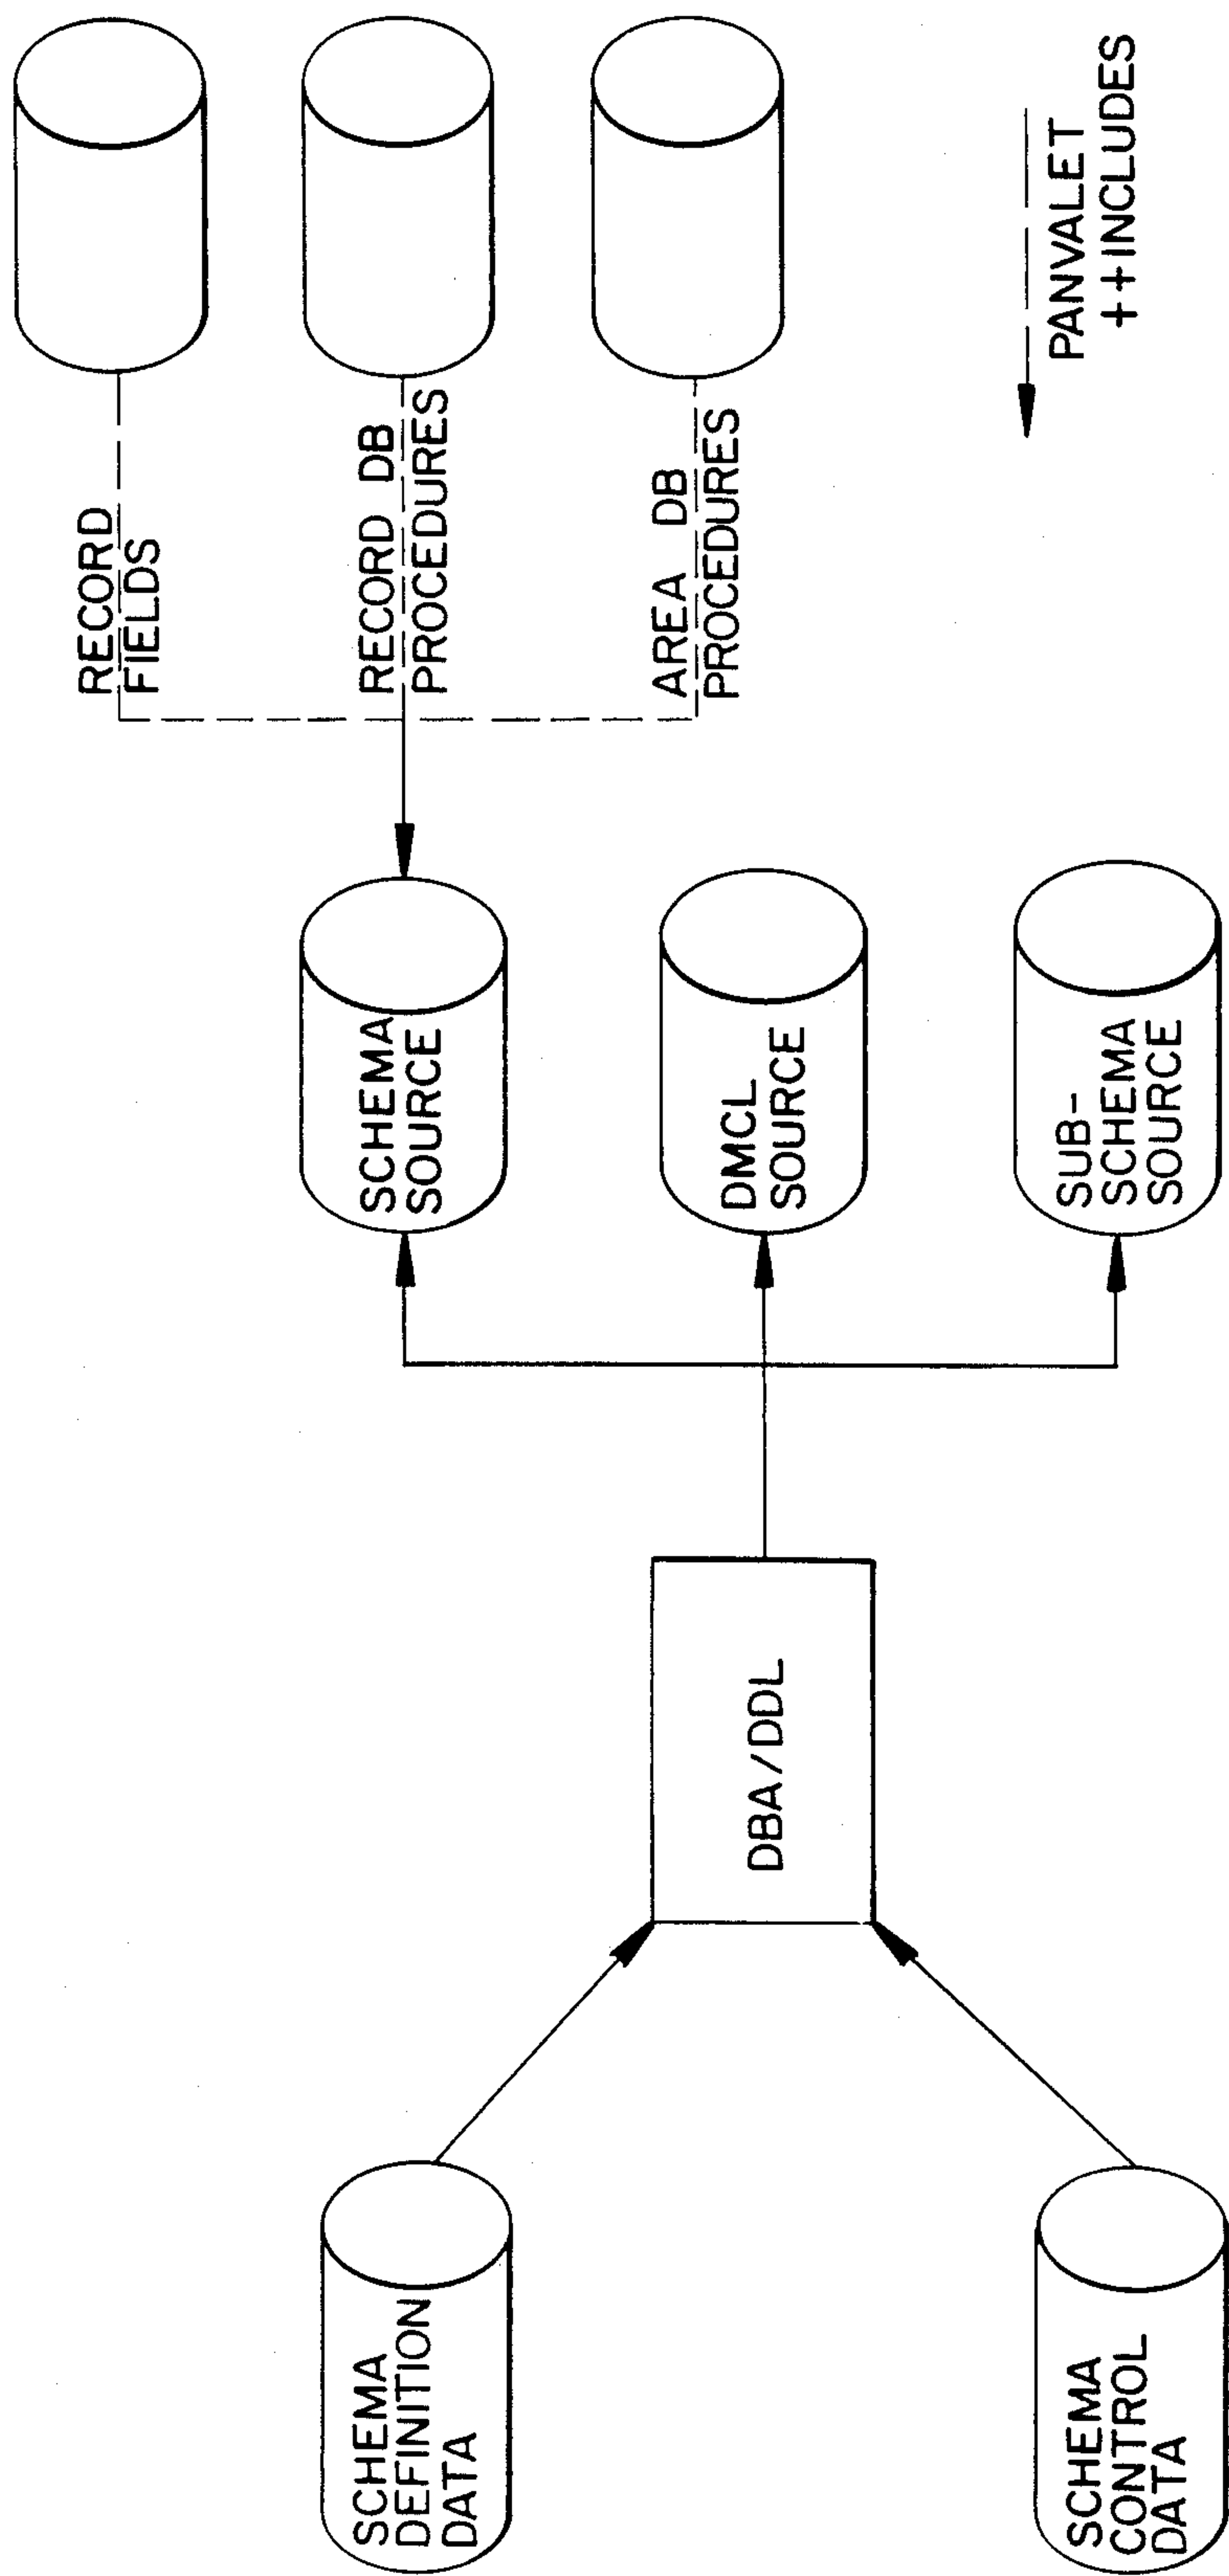 SCHEMA
DEFINITION
DATA
SCHEMA
CONTROL
DATA
DBA/DDL
SCHEMA
SOURCE
DMCL
SOURCE
SUB-
SCHEMA
SOURCE
RECORD
FIELDS
RECORD DB
PROCEDURES
AREA DB
PROCEDURES
PANVALET
++INCLUDES